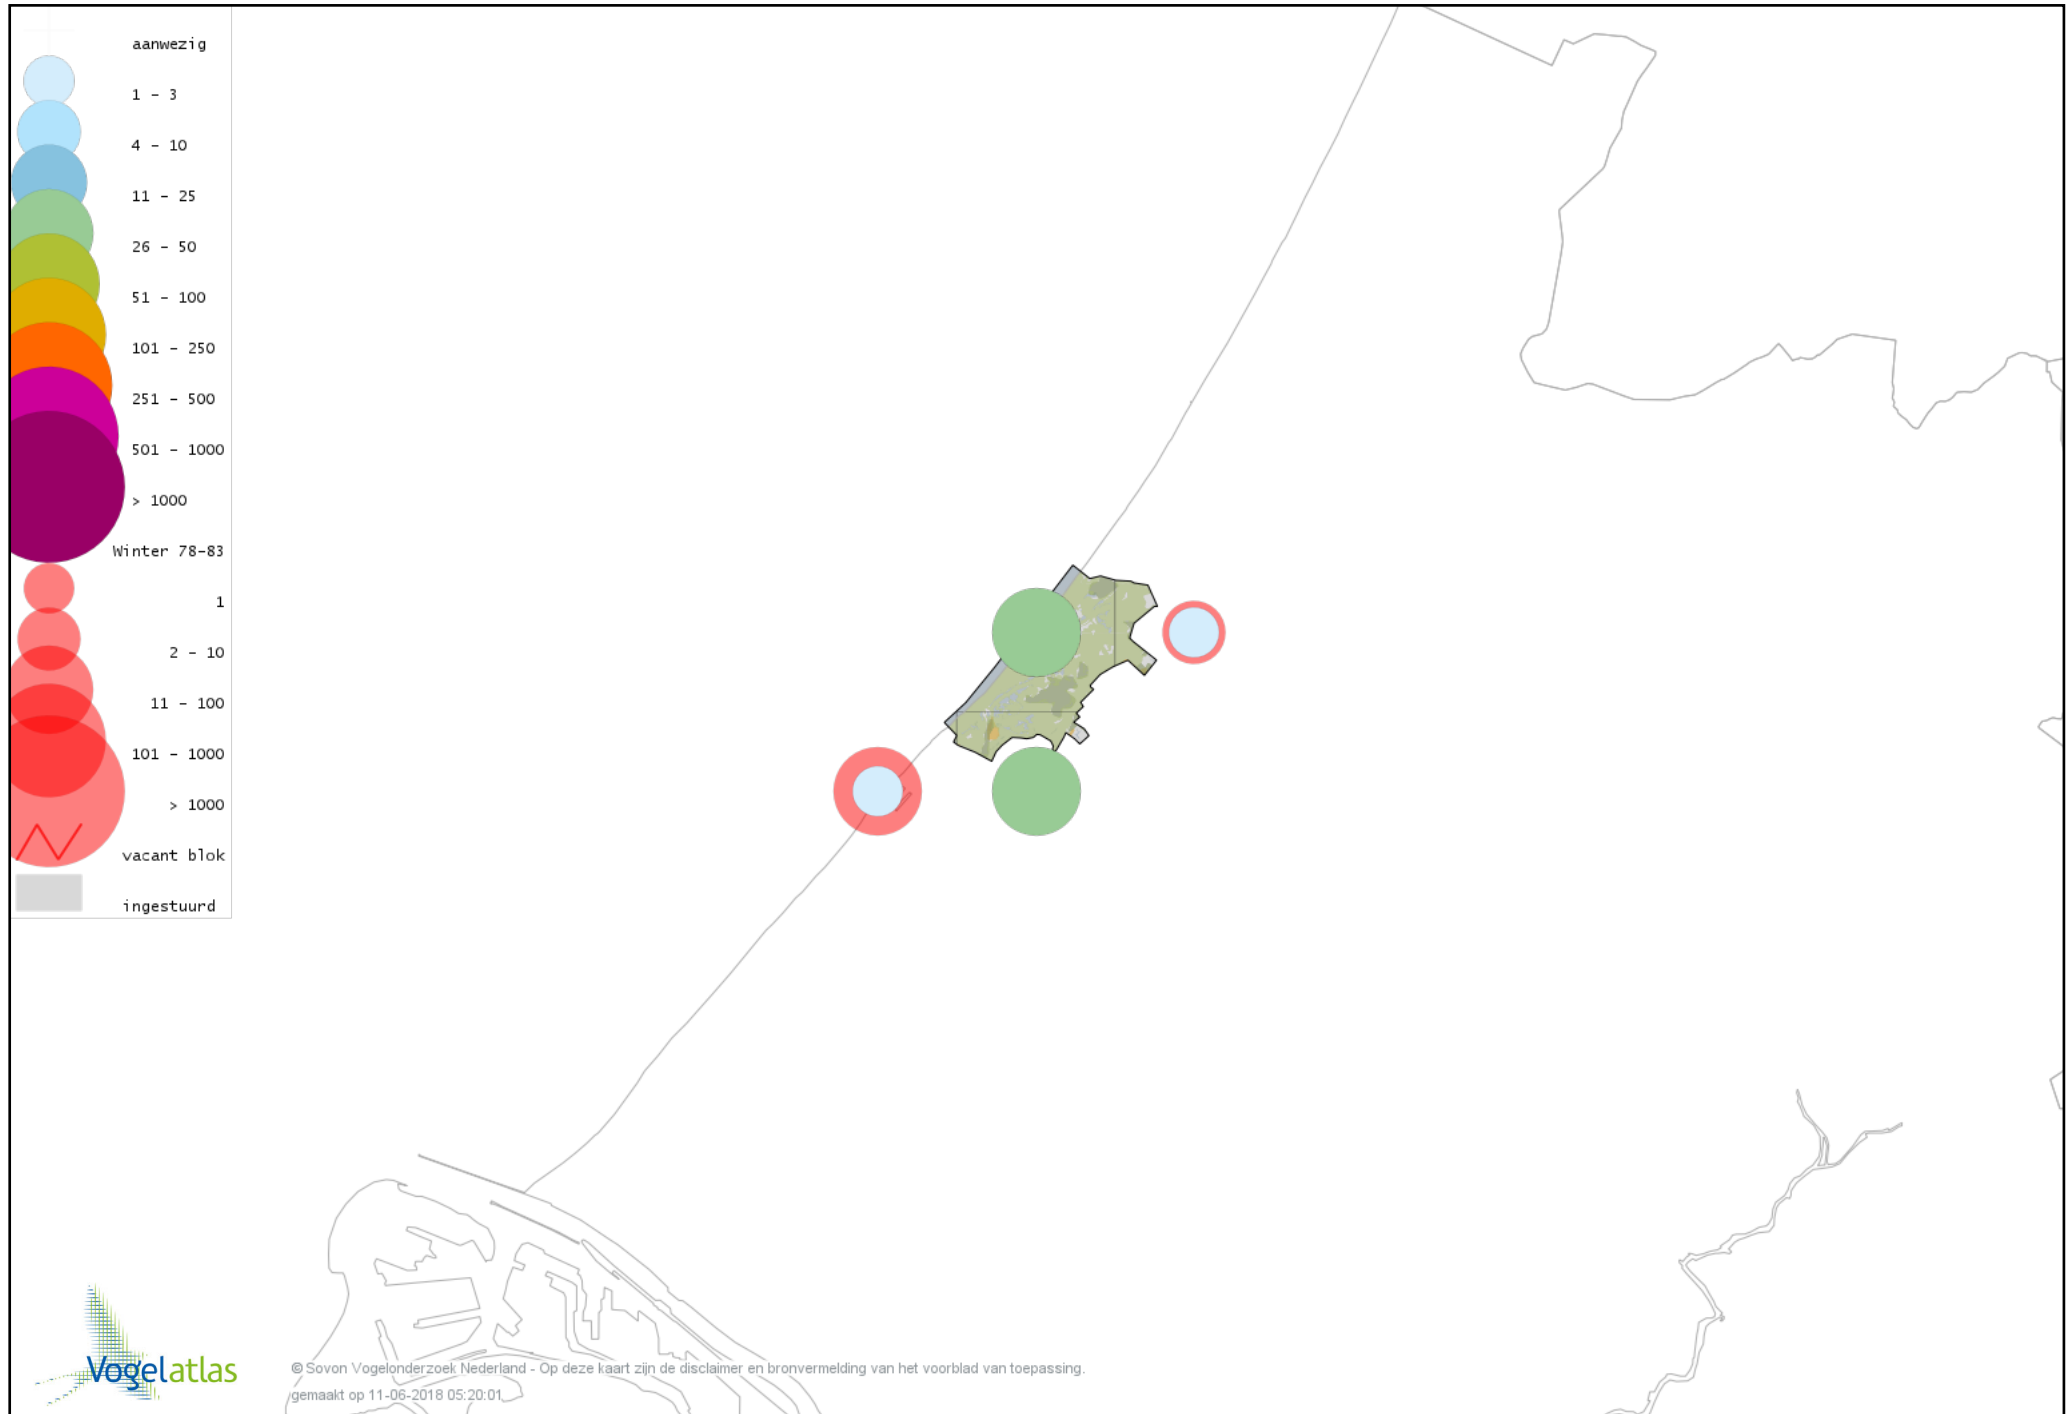 aanwezig
1 - 3
4 - 10
11 - 25
26 - 50
51 - 100
101 - 250
251 - 500
501 - 1000
> 1000
Winter 78-83
1
2 - 10
11 - 100
101 - 1000
> 1000
vacant blok
ingestuurd
Vogelatlas
© Sovon Vogelonderzoek Nederland - Op deze kaart zijn de disclaimer en bronvermelding van het voorblad van toepassing.
gemaakt op 11-06-2018 05:20:01